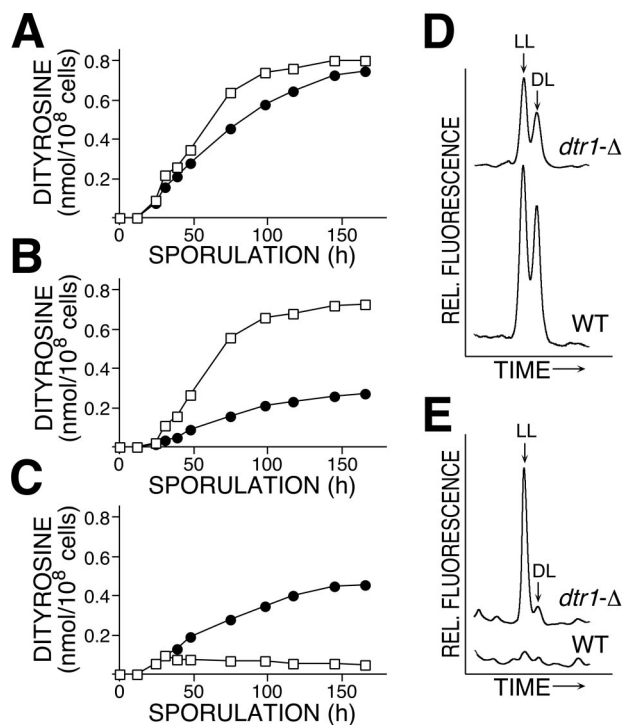 A
DITYROSINE
(nmol/10⁸ cells)
0.8
0.6
0.4
0.2
0 50 100 150
SPORULATION (h)
B
DITYROSINE
(nmol/10⁸ cells)
0.8
0.6
0.4
0.2
0 50 100 150
SPORULATION (h)
C
DITYROSINE
(nmol/10⁸ cells)
0.8
0.6
0.4
0.2
0 50 100 150
SPORULATION (h)
D
REL. FLUORESCENCE
LL
DL
dtr1-Δ
WT
TIME→
E
REL. FLUORESCENCE
LL
DL
dtr1-Δ
WT
TIME→